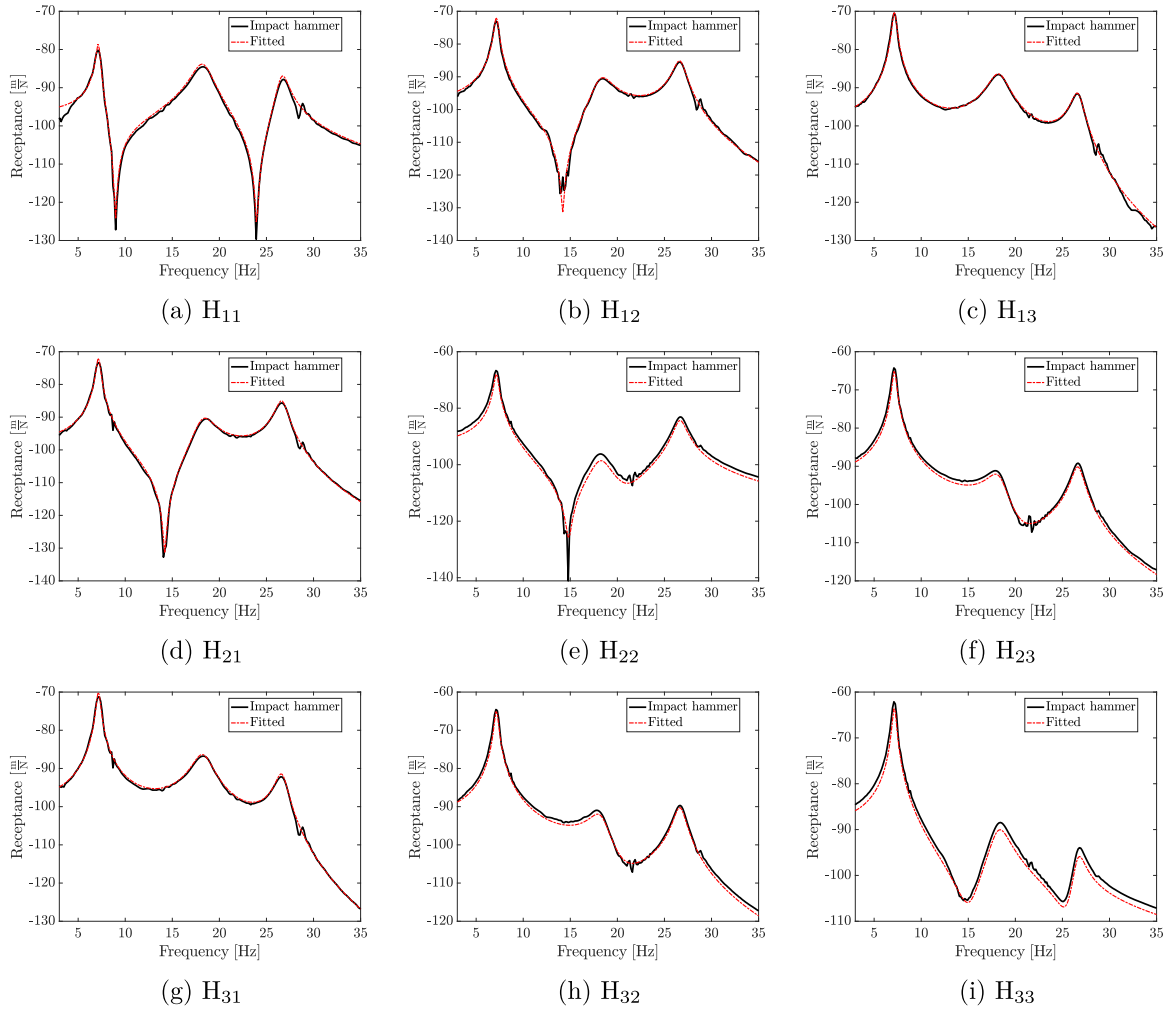 -70
-80
-90
-100
-110
-120
-130
5 10 15 20 25 30 35
Receptance [m/N]
Frequency [Hz]
Impact hammer
Fitted
(a) H11
-70
-80
-90
-100
-110
-120
-130
-140
5 10 15 20 25 30 35
Receptance [m/N]
Frequency [Hz]
Impact hammer
Fitted
(b) H12
-80
-90
-100
-110
-120
-130
5 10 15 20 25 30 35
Receptance [m/N]
Frequency [Hz]
Impact hammer
Fitted
(c) H13
-70
-80
-90
-100
-110
-120
-130
-140
5 10 15 20 25 30 35
Receptance [m/N]
Frequency [Hz]
Impact hammer
Fitted
(d) H21
-60
-80
-100
-120
-140
5 10 15 20 25 30 35
Receptance [m/N]
Frequency [Hz]
Impact hammer
Fitted
(e) H22
-60
-70
-80
-90
-100
-110
-120
5 10 15 20 25 30 35
Receptance [m/N]
Frequency [Hz]
Impact hammer
Fitted
(f) H23
-70
-80
-90
-100
-110
-120
-130
5 10 15 20 25 30 35
Receptance [m/N]
Frequency [Hz]
Impact hammer
Fitted
(g) H31
-60
-70
-80
-90
-100
-110
-120
5 10 15 20 25 30 35
Receptance [m/N]
Frequency [Hz]
Impact hammer
Fitted
(h) H32
-60
-70
-80
-90
-100
-110
5 10 15 20 25 30 35
Receptance [m/N]
Frequency [Hz]
Impact hammer
Fitted
(i) H33